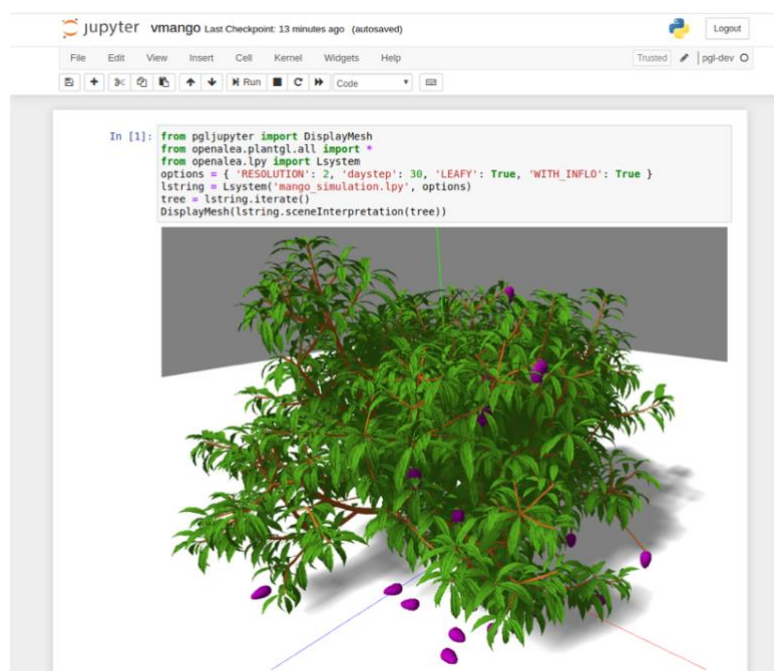 jupyter vmango Last Checkpoint: 13 minutes ago (autosaved)
Logout
File Edit View Insert Cell Kernel Widgets Help
Trusted pgl-dev
Run Code
In [1]: from pgljupyter import DisplayMesh
from openalea.plantgl.all import *
from openalea.lpy import Lsystem
options = { 'RESOLUTION': 2, 'daystep': 30, 'LEAFY': True, 'WITH_INFLO': True }
lstring = Lsystem('mango_simulation.lpy', options)
tree = lstring.iterate()
DisplayMesh(lstring.sceneInterpretation(tree))